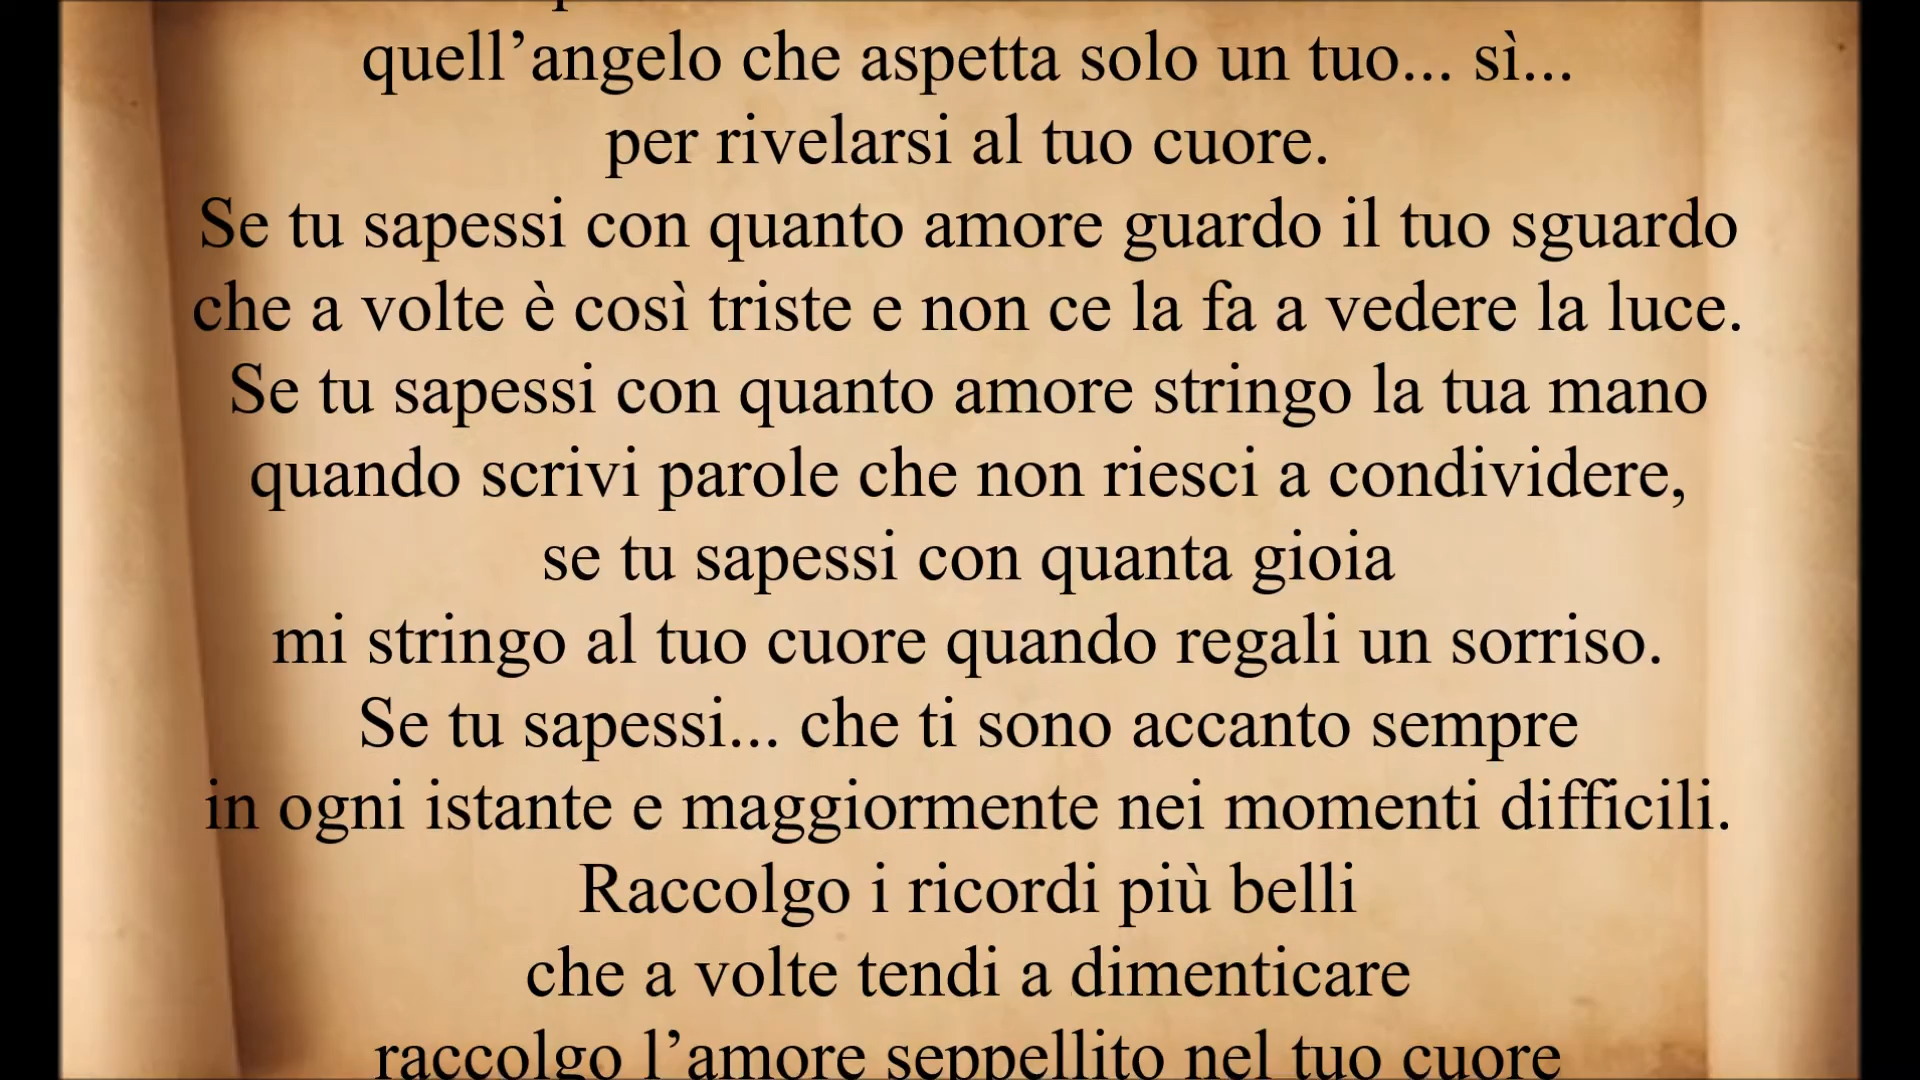 quell’angelo che aspetta solo un tuo... sì...
per rivelarsi al tuo cuore.
Se tu sapessi con quanto amore guardo il tuo sguardo
che a volte è così triste e non ce la fa a vedere la luce.
Se tu sapessi con quanto amore stringo la tua mano
quando scrivi parole che non riesci a condividere,
se tu sapessi con quanta gioia
mi stringo al tuo cuore quando regali un sorriso.
Se tu sapessi... che ti sono accanto sempre
in ogni istante e maggiormente nei momenti difficili.
Raccolgo i ricordi più belli
che a volte tendi a dimenticare
raccolgo l’amore seppellito nel tuo cuore